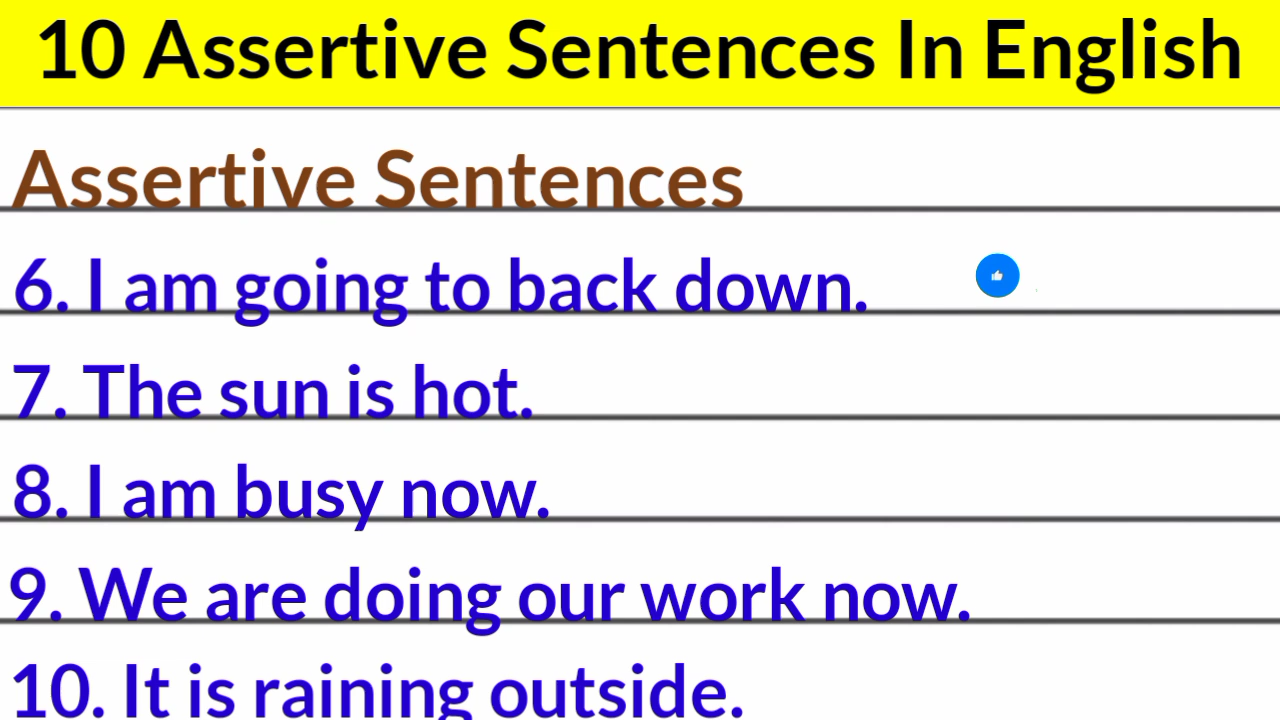 10 Assertive Sentences In English
Assertive Sentences
6. I am going to back down.
7. The sun is hot.
8. I am busy now.
9. We are doing our work now.
10. It is raining outside.